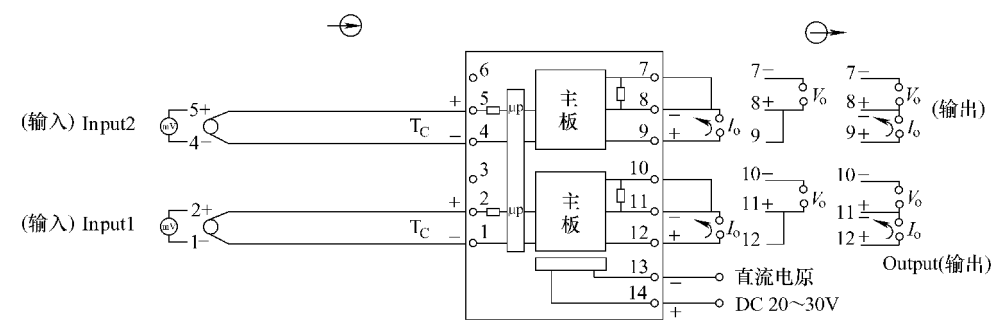 6
7
7−
7−
(输入) Input2
5+
mV
4−
T_C
+
5
−
4
μp
主板
8
9
−
+
I_o
8+
9
V_o
8+
−
9+
V_o
I_o
(输出)
3
10
10−
10−
(输入) Input1
2+
mV
1−
T_C
+
2
−
1
μp
主板
11
12
−
+
I_o
11+
12
V_o
11+
−
12+
V_o
I_o
Output(输出)
13
−
直流电原
14
+
DC 20～30V